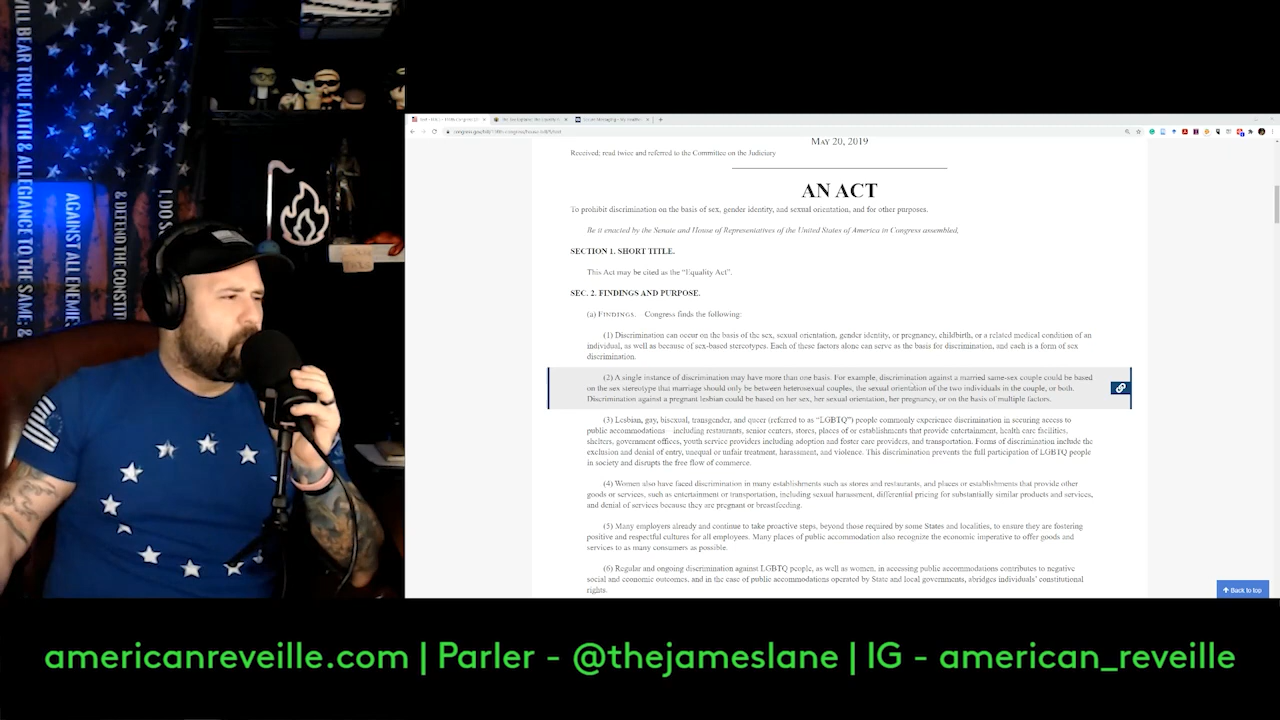 WILL BEAR TRUE FAITH & ALLEGIANCE TO THE SAME; &
AGAINST ALL ENEMIES
& DEFEND THE CONSTIT
I, DO
May 20, 2019
Received; read twice and referred to the Committee on the Judiciary
AN ACT
To prohibit discrimination on the basis of sex, gender identity, and sexual orientation, and for other purposes.
Be it enacted by the Senate and House of Representatives of the United States of America in Congress assembled,
SECTION 1. SHORT TITLE.
This Act may be cited as the “Equality Act”.
SEC. 2. FINDINGS AND PURPOSE.
(a) Findings. Congress finds the following:
(1) Discrimination can occur on the basis of the sex, sexual orientation, gender identity, or pregnancy, childbirth, or a related medical condition of an
individual, as well as because of sex-based stereotypes. Each of these factors alone can serve as the basis for discrimination, and each is a form of sex
discrimination.
(2) A single instance of discrimination may have more than one basis. For example, discrimination against a married same-sex couple could be based
on the sex stereotype that marriage should only be between heterosexual couples, the sexual orientation of the two individuals in the couple, or both.
Discrimination against a pregnant lesbian could be based on her sex, her sexual orientation, her pregnancy, or on the basis of multiple factors.
(3) Lesbian, gay, bisexual, transgender, and queer (referred to as “LGBTQ”) people commonly experience discrimination in securing access to
public accommodations including restaurants, senior centers, stores, places of or establishments that provide entertainment, health care facilities,
shelters, government offices, youth service providers including adoption and foster care providers, and transportation. Forms of discrimination include the
exclusion and denial of entry, unequal or unfair treatment, harassment, and violence. This discrimination prevents the full participation of LGBTQ people
in society and disrupts the free flow of commerce.
(4) Women also have faced discrimination in many establishments such as stores and restaurants, and places or establishments that provide other
goods or services, such as entertainment or transportation, including sexual harassment, differential pricing for substantially similar products and services,
and denial of services because they are pregnant or breastfeeding.
(5) Many employers already and continue to take proactive steps, beyond those required by some States and localities, to ensure they are fostering
positive and respectful cultures for all employees. Many places of public accommodation also recognize the economic imperative to offer goods and
services to as many consumers as possible.
(6) Regular and ongoing discrimination against LGBTQ people, as well as women, in accessing public accommodations contributes to negative
social and economic outcomes, and in the case of public accommodations operated by State and local governments, abridges individuals’ constitutional
rights.
Back to top
americanreveille.com | Parler - @thejameslane | IG - american_reveille